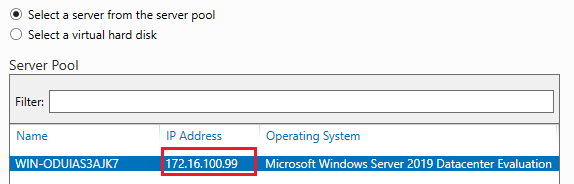 Select a server from the server pool
Select a virtual hard disk
Server Pool
Filter:
Name IP Address Operating System
WIN-ODUIAS3AJK7 172.16.100.99 Microsoft Windows Server 2019 Datacenter Evaluation